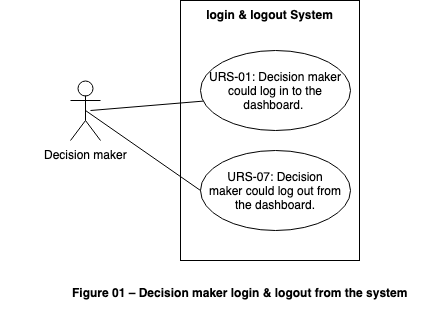 login & logout System
URS-01: Decision maker
could log in to the
dashboard.
Decision maker
URS-07: Decision
maker could log out from
the dashboard.
Figure 01 – Decision maker login & logout from the system